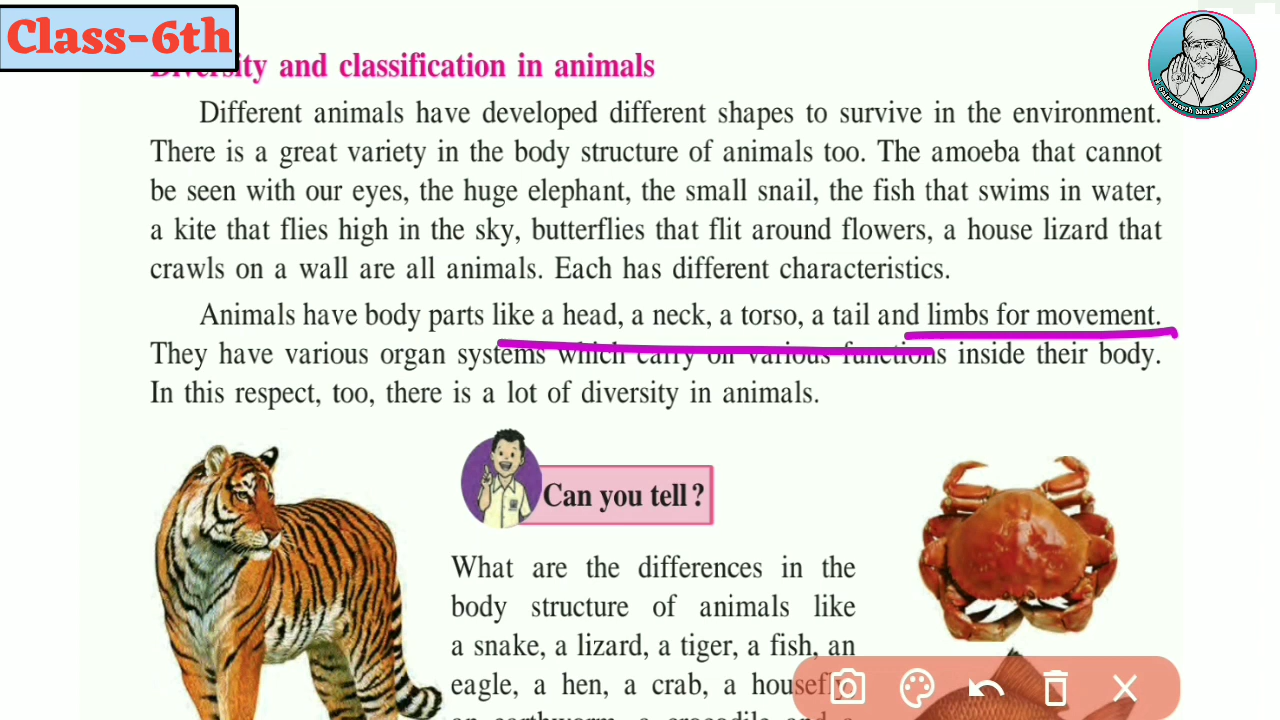 Class-6th
Diversity and classification in animals
Different animals have developed different shapes to survive in the environment.
There is a great variety in the body structure of animals too. The amoeba that cannot
be seen with our eyes, the huge elephant, the small snail, the fish that swims in water,
a kite that flies high in the sky, butterflies that flit around flowers, a house lizard that
crawls on a wall are all animals. Each has different characteristics.
Animals have body parts like a head, a neck, a torso, a tail and limbs for movement.
They have various organ systems which carry on various functions inside their body.
In this respect, too, there is a lot of diversity in animals.
Can you tell?
What are the differences in the
body structure of animals like
a snake, a lizard, a tiger, a fish, an
eagle, a hen, a crab, a housefly,
an earthworm, a crocodile and a